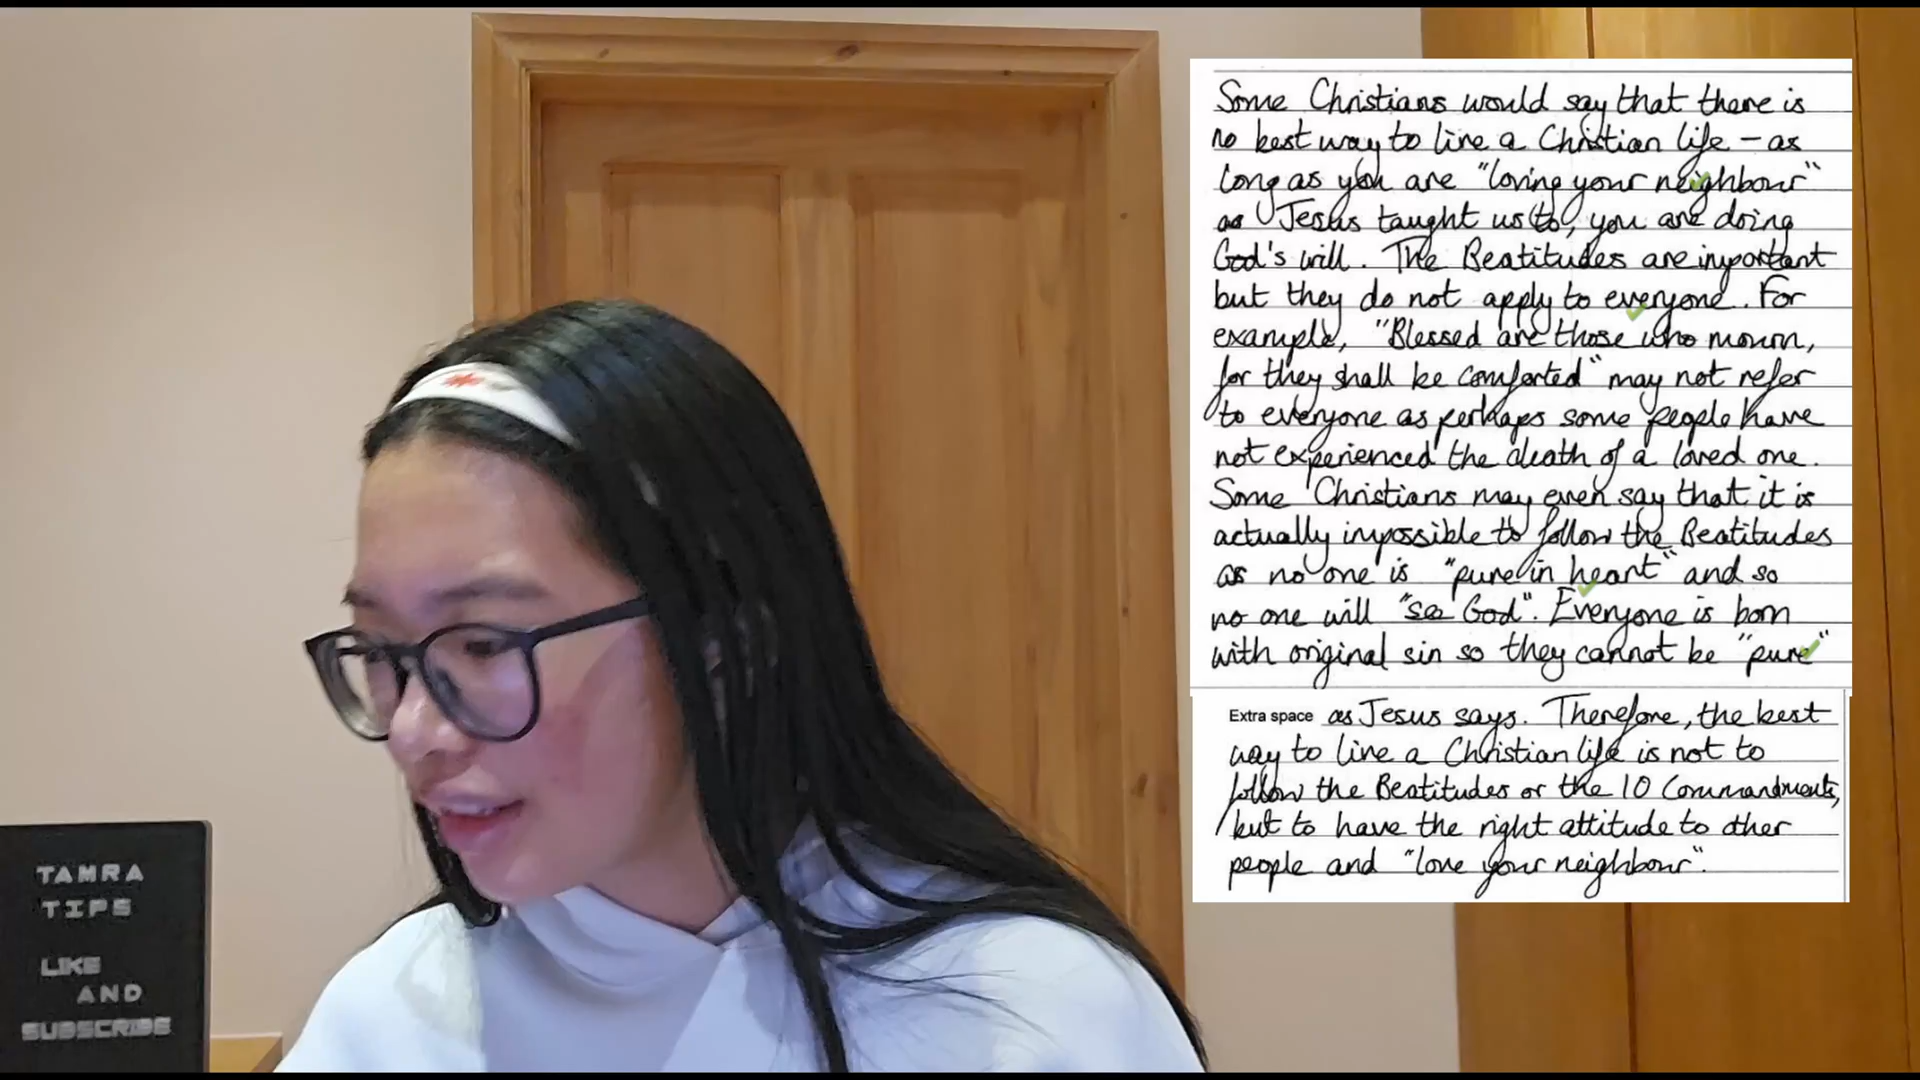 Some Christians would say that there is
no best way to live a Christian life - as
long as you are "loving your neighbour"
as Jesus taught us to, you are doing
God's will. The Beatitudes are important
but they do not apply to everyone. For
example, "Blessed are those who mourn,
for they shall be comforted" may not refer
to everyone as perhaps some people have
not experienced the death of a loved one.
Some Christians may even say that it is
actually impossible to follow the Beatitudes
as no one is "pure in heart" and so
no one will "see God". Everyone is born
with original sin so they cannot be "pure"
Extra space as Jesus says. Therefore, the best
way to live a Christian life is not to
follow the Beatitudes or the 10 Commandments,
but to have the right attitude to other
people and "love your neighbour".
TAMRA
TIPS
LIKE
AND
SUBSCRIBE